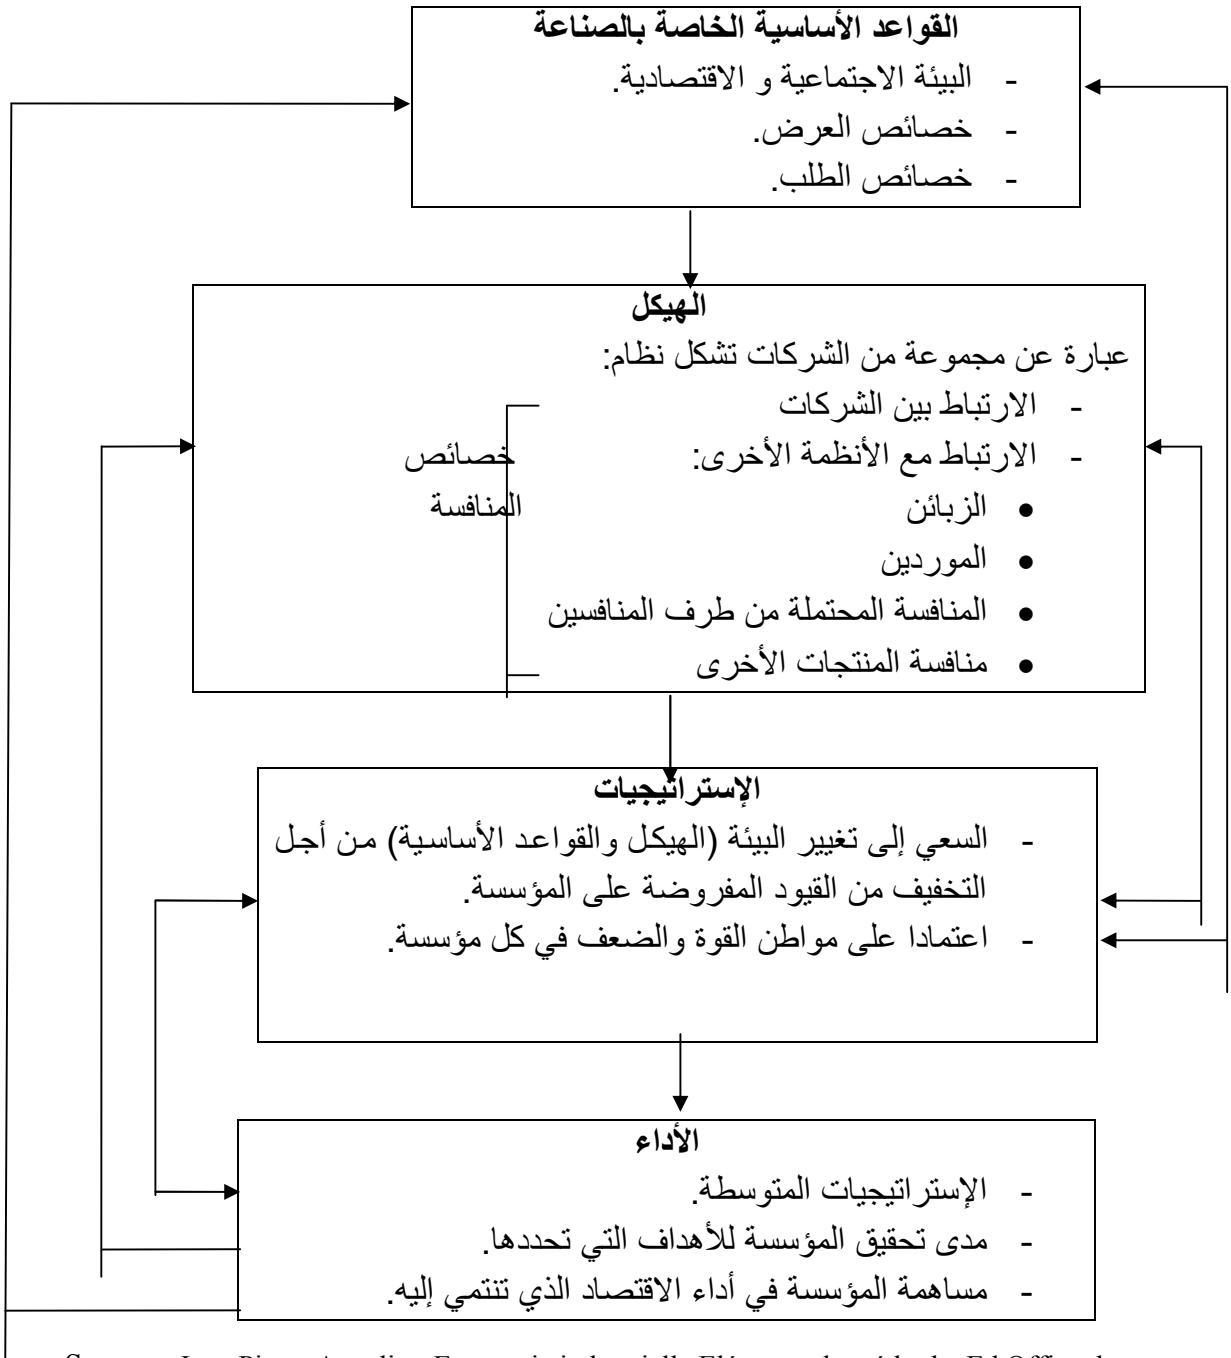 القواعد الأساسية الخاصة بالصناعة
- البيئة الاجتماعية و الاقتصادية.
- خصائص العرض.
- خصائص الطلب.
الهيكل
عبارة عن مجموعة من الشركات تشكل نظام:
- الارتباط بين الشركات
- الارتباط مع الأنظمة الأخرى: خصائص
• الزبائن المنافسة
• الموردين
• المنافسة المحتملة من طرف المنافسين
• منافسة المنتجات الأخرى
الإستراتيجيات
- السعي إلى تغيير البيئة (الهيكل والقواعد الأساسية) من أجل
التخفيف من القيود المفروضة على المؤسسة.
- اعتمادا على مواطن القوة والضعف في كل مؤسسة.
الأداء
- الإستراتيجيات المتوسطة.
- مدى تحقيق المؤسسة للأهداف التي تحددها.
- مساهمة المؤسسة في أداء الاقتصاد الذي تنتمي إليه.